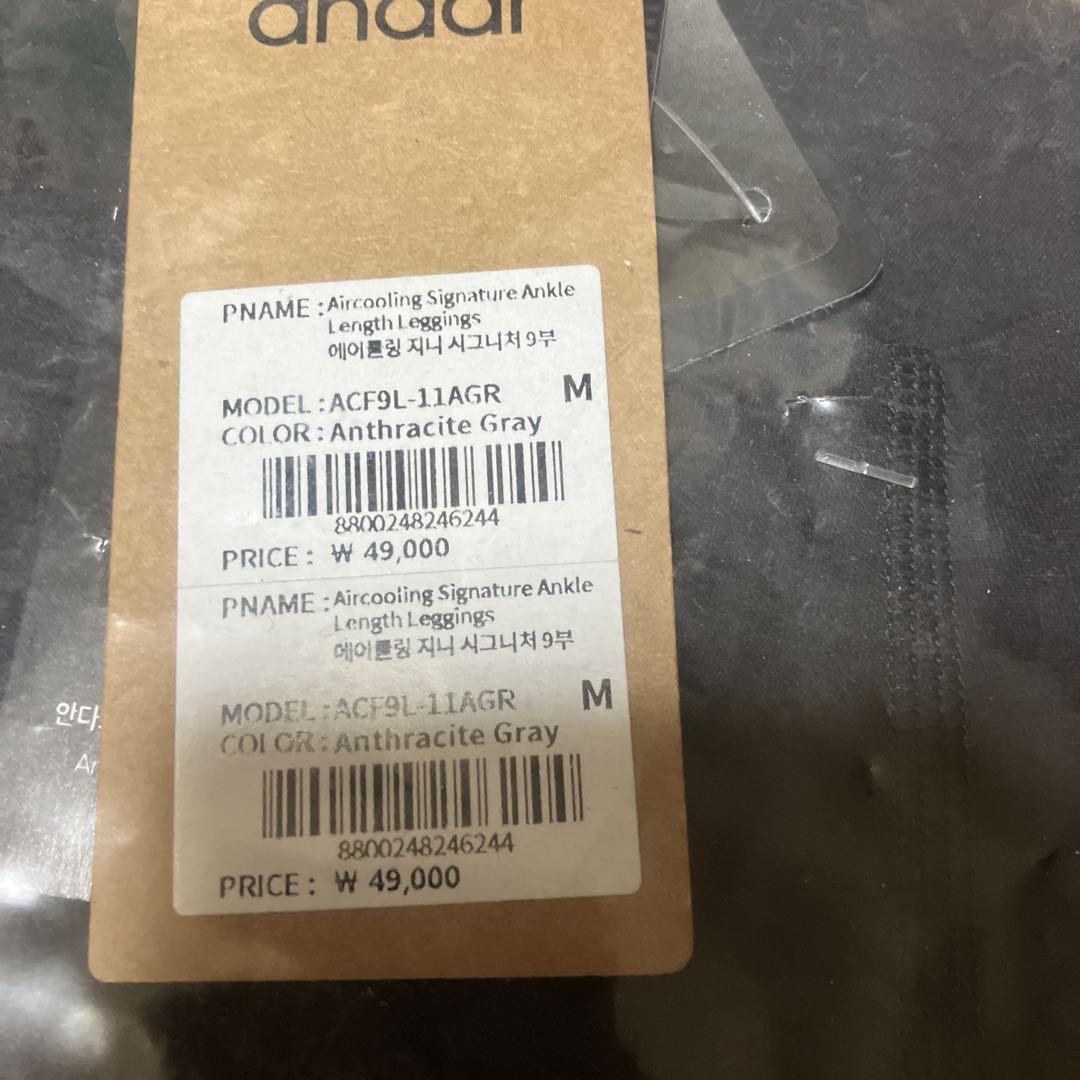 andar
PNAME : Aircooling Signature Ankle
Length Leggings
에어쿨링 지니 시그니처 9부
MODEL : ACF9L-11AGR M
COLOR : Anthracite Gray
8800248246244
PRICE : ₩ 49,000
PNAME : Aircooling Signature Ankle
Length Leggings
에어쿨링 지니 시그니처 9부
MODEL : ACF9L-11AGR M
COLOR : Anthracite Gray
8800248246244
PRICE : ₩ 49,000
안다